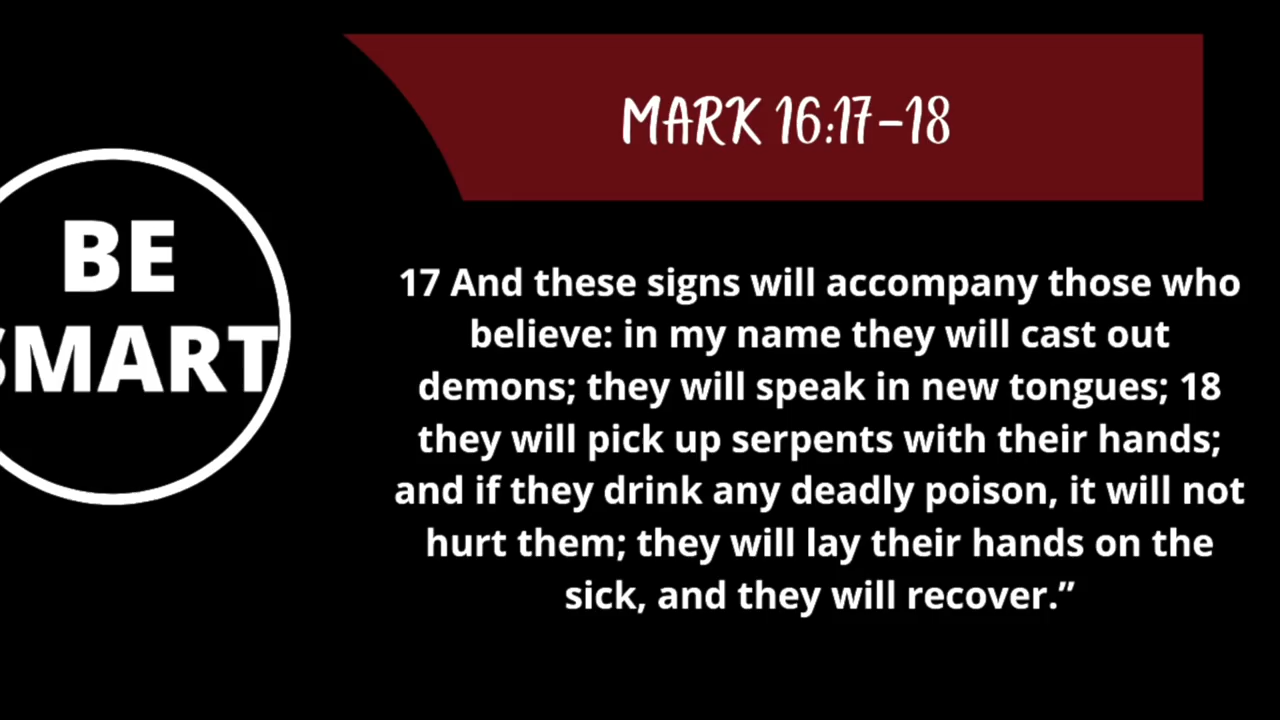 BE
SMART
MARK 16:17-18
17 And these signs will accompany those who
believe: in my name they will cast out
demons; they will speak in new tongues; 18
they will pick up serpents with their hands;
and if they drink any deadly poison, it will not
hurt them; they will lay their hands on the
sick, and they will recover.”